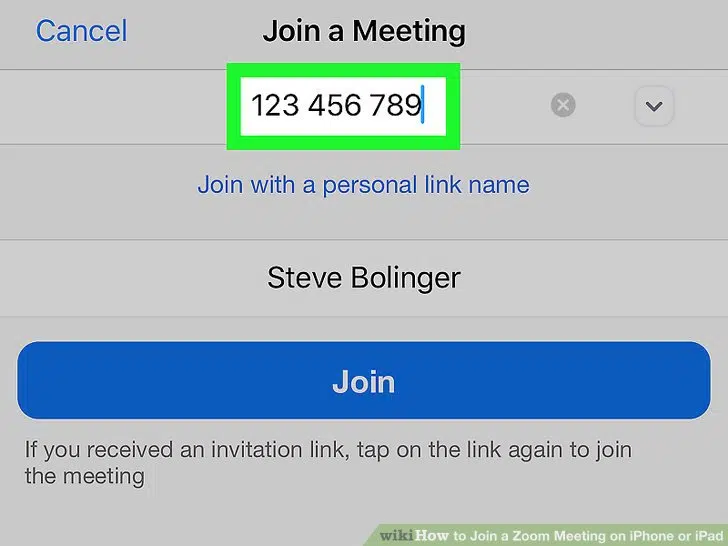 Cancel Join a Meeting
123 456 789
Join with a personal link name
Steve Bolinger
Join
If you received an invitation link, tap on the link again to join
the meeting
wikiHow to Join a Zoom Meeting on iPhone or iPad